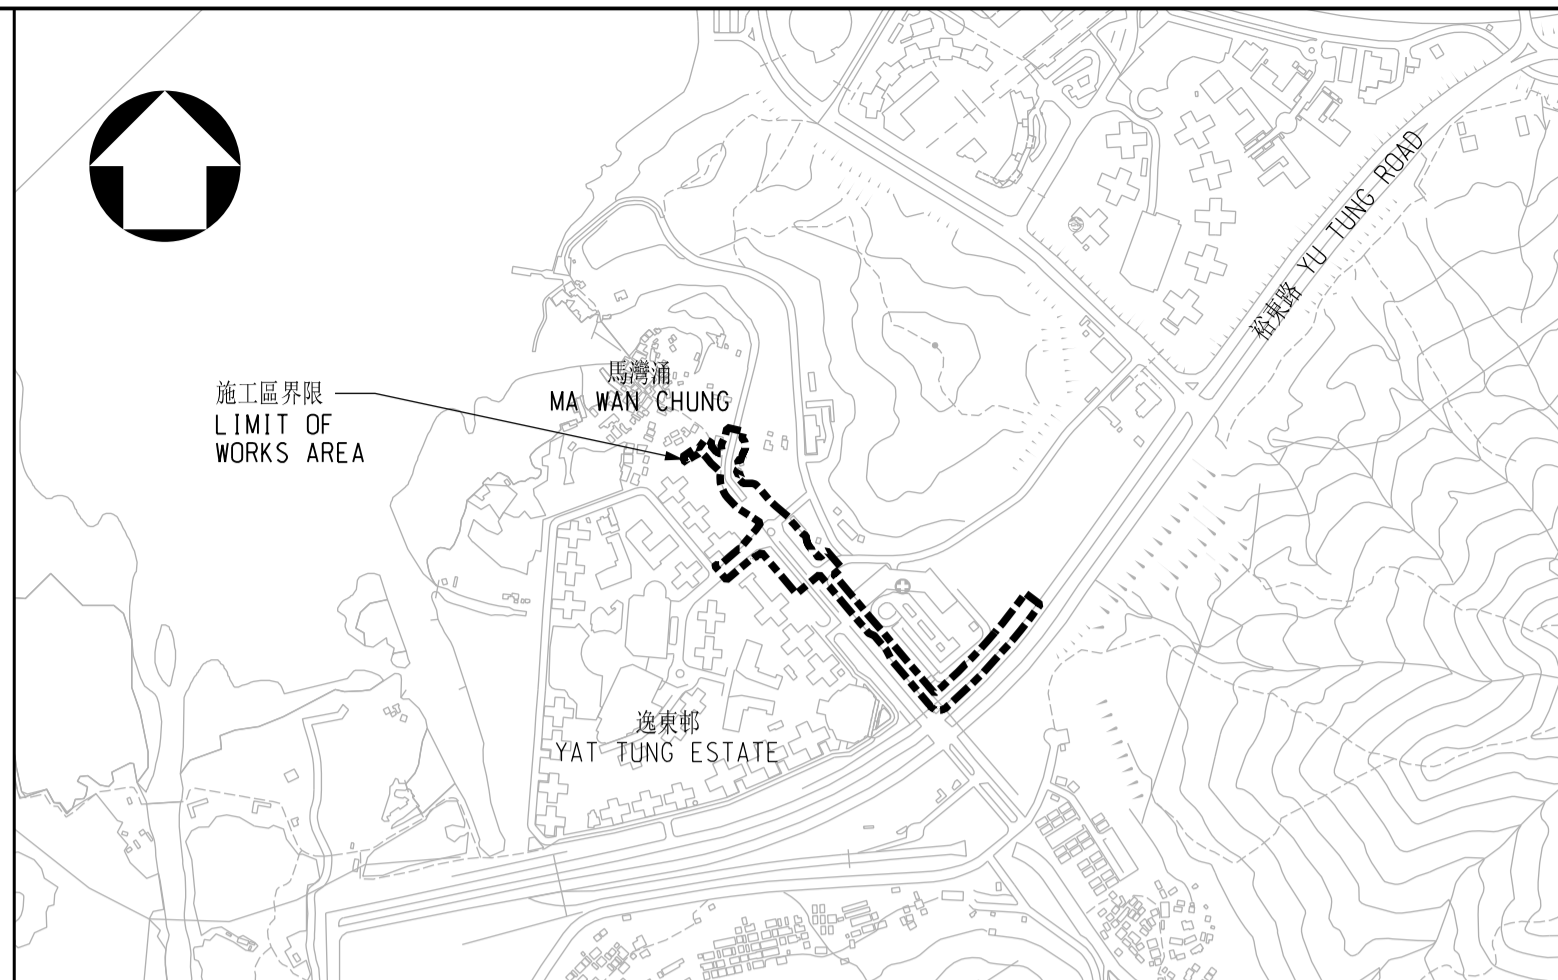 裕東路 YU TUNG ROAD
馬灣涌
MA WAN CHUNG
施工區界限
LIMIT OF
WORKS AREA
逸東邨
YAT TUNG ESTATE